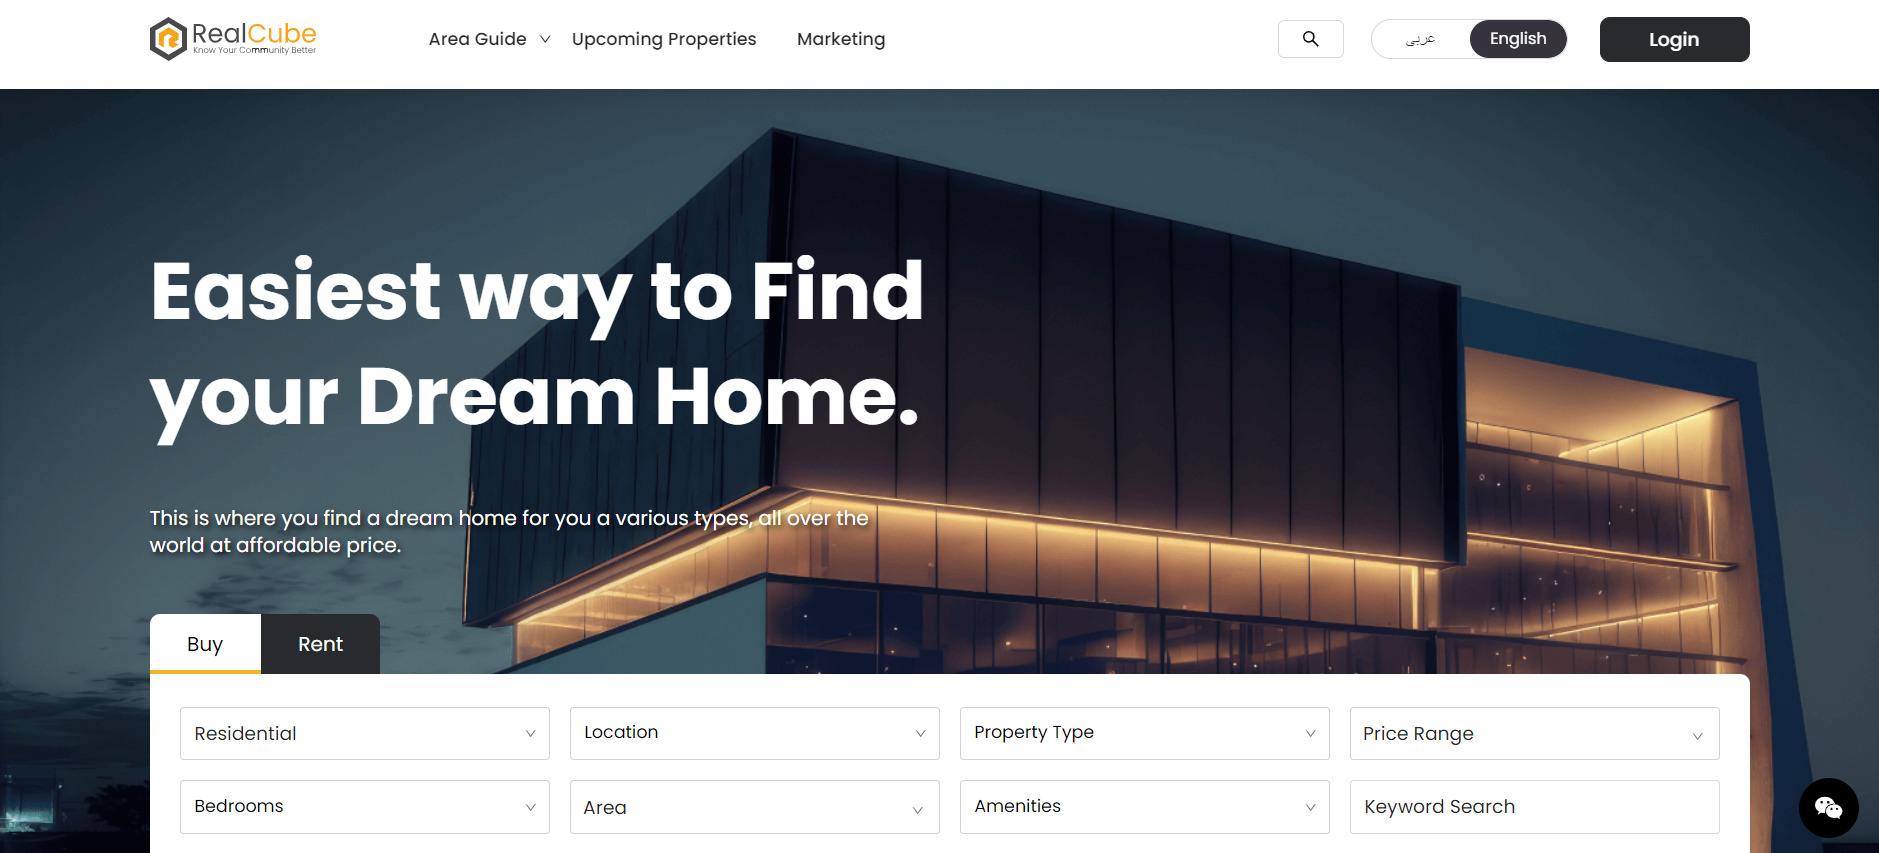 RealCube
Know Your Community Better
Area Guide
Upcoming Properties
Marketing
عربى
English
Login
Easiest way to Find
your Dream Home.
This is where you find a dream home for you a various types, all over the
world at affordable price.
Buy
Rent
Residential
Location
Property Type
Price Range
Bedrooms
Area
Amenities
Keyword Search